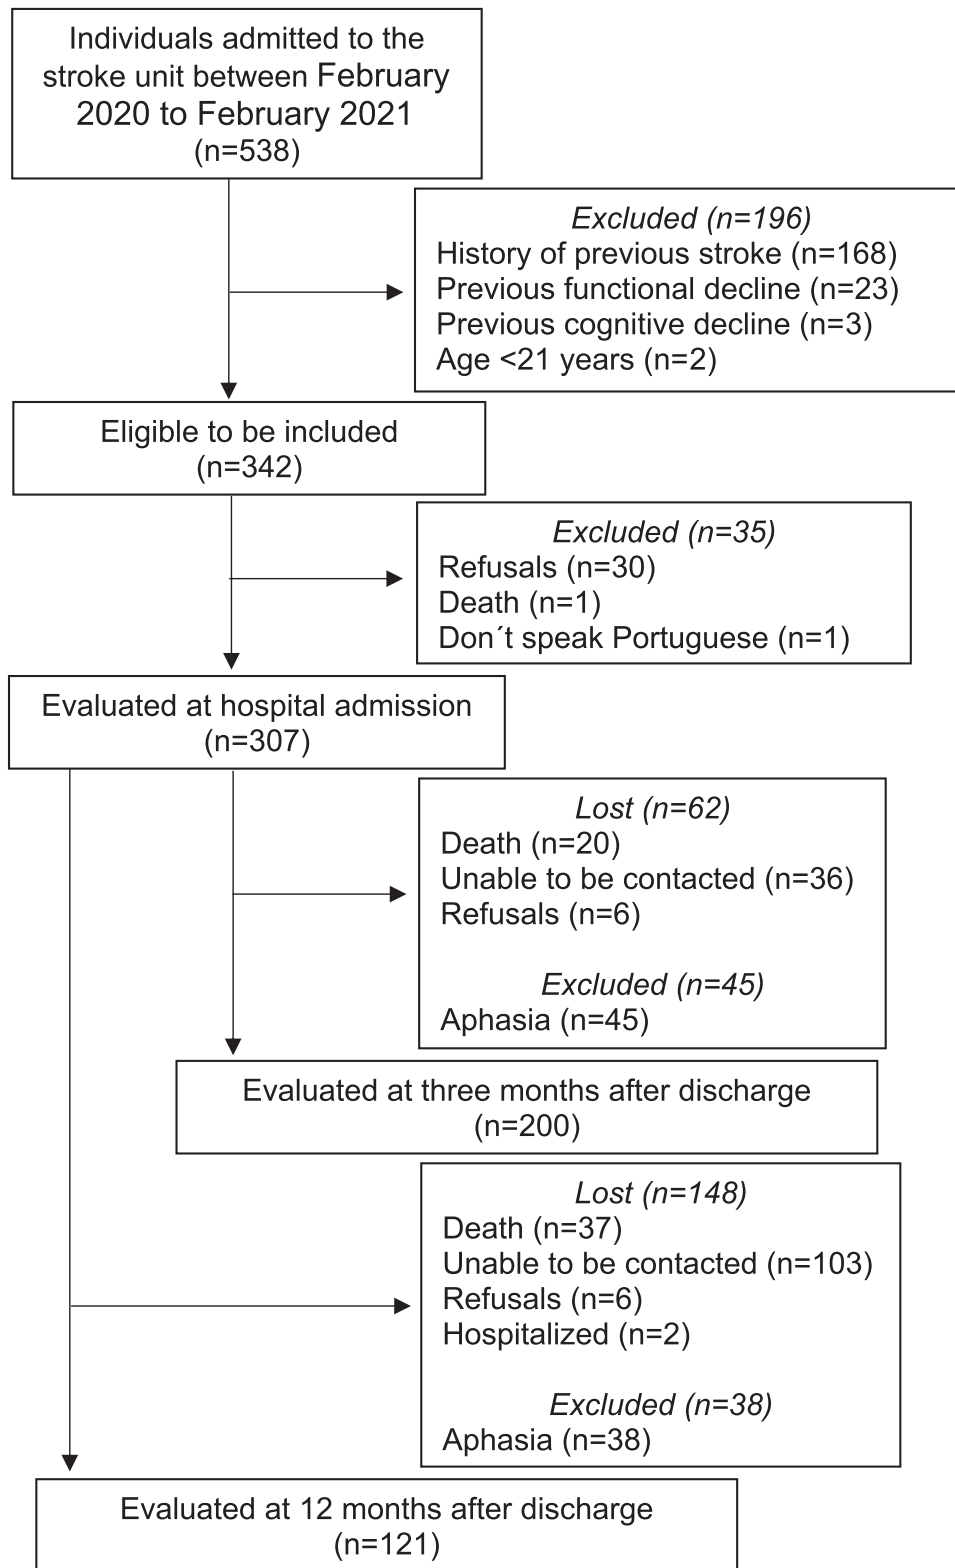 Individuals admitted to the
stroke unit between February
2020 to February 2021
(n=538)
Excluded (n=196)
History of previous stroke (n=168)
Previous functional decline (n=23)
Previous cognitive decline (n=3)
Age <21 years (n=2)
Eligible to be included
(n=342)
Excluded (n=35)
Refusals (n=30)
Death (n=1)
Don´t speak Portuguese (n=1)
Evaluated at hospital admission
(n=307)
Lost (n=62)
Death (n=20)
Unable to be contacted (n=36)
Refusals (n=6)
Excluded (n=45)
Aphasia (n=45)
Evaluated at three months after discharge
(n=200)
Lost (n=148)
Death (n=37)
Unable to be contacted (n=103)
Refusals (n=6)
Hospitalized (n=2)
Excluded (n=38)
Aphasia (n=38)
Evaluated at 12 months after discharge
(n=121)